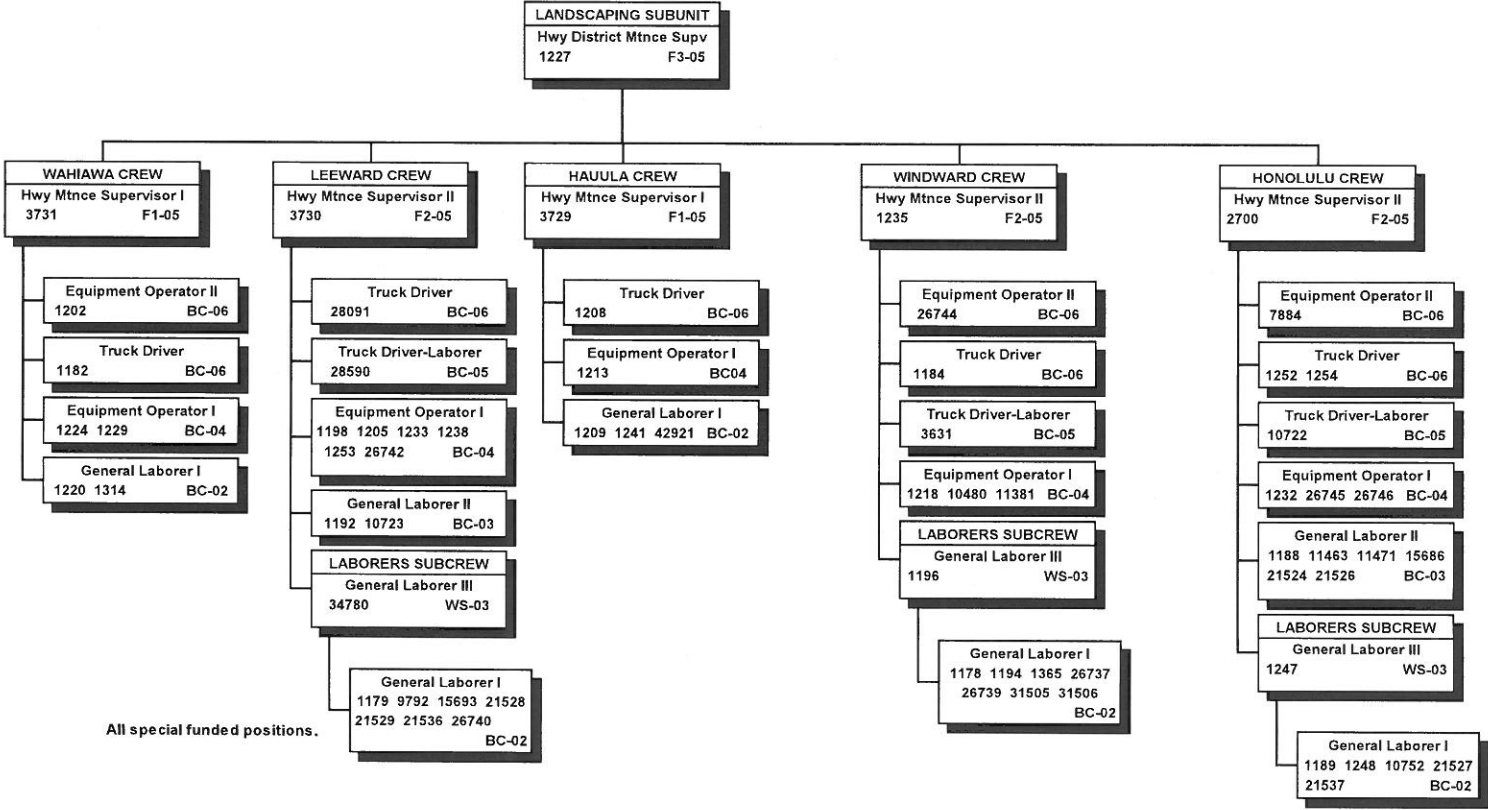 LANDSCAPING SUBUNIT
Hwy District Mtnce Supv
1227 F3-05
WAHIAWA CREW
Hwy Mtnce Supervisor I
3731 F1-05
Equipment Operator II
1202 BC-06
Truck Driver
1182 BC-06
Equipment Operator I
1224 1229 BC-04
General Laborer I
1220 1314 BC-02
LEEWARD CREW
Hwy Mtnce Supervisor II
3730 F2-05
Truck Driver
28091 BC-06
Truck Driver-Laborer
28590 BC-05
Equipment Operator I
1198 1205 1233 1238
1253 26742 BC-04
General Laborer II
1192 10723 BC-03
LABORERS SUBCREW
General Laborer III
34780 WS-03
General Laborer I
1179 9792 15693 21528
21529 21536 26740
BC-02
HAUULA CREW
Hwy Mtnce Supervisor I
3729 F1-05
Truck Driver
1208 BC-06
Equipment Operator I
1213 BC04
General Laborer I
1209 1241 42921 BC-02
WINDWARD CREW
Hwy Mtnce Supervisor II
1235 F2-05
Equipment Operator II
26744 BC-06
Truck Driver
1184 BC-06
Truck Driver-Laborer
3631 BC-05
Equipment Operator I
1218 10480 11381 BC-04
LABORERS SUBCREW
General Laborer III
1196 WS-03
General Laborer I
1178 1194 1365 26737
26739 31505 31506
BC-02
HONOLULU CREW
Hwy Mtnce Supervisor II
2700 F2-05
Equipment Operator II
7884 BC-06
Truck Driver
1252 1254 BC-06
Truck Driver-Laborer
10722 BC-05
Equipment Operator I
1232 26745 26746 BC-04
General Laborer II
1188 11463 11471 15686
21524 21526 BC-03
LABORERS SUBCREW
General Laborer III
1247 WS-03
General Laborer I
1189 1248 10752 21527
21537 BC-02
All special funded positions.